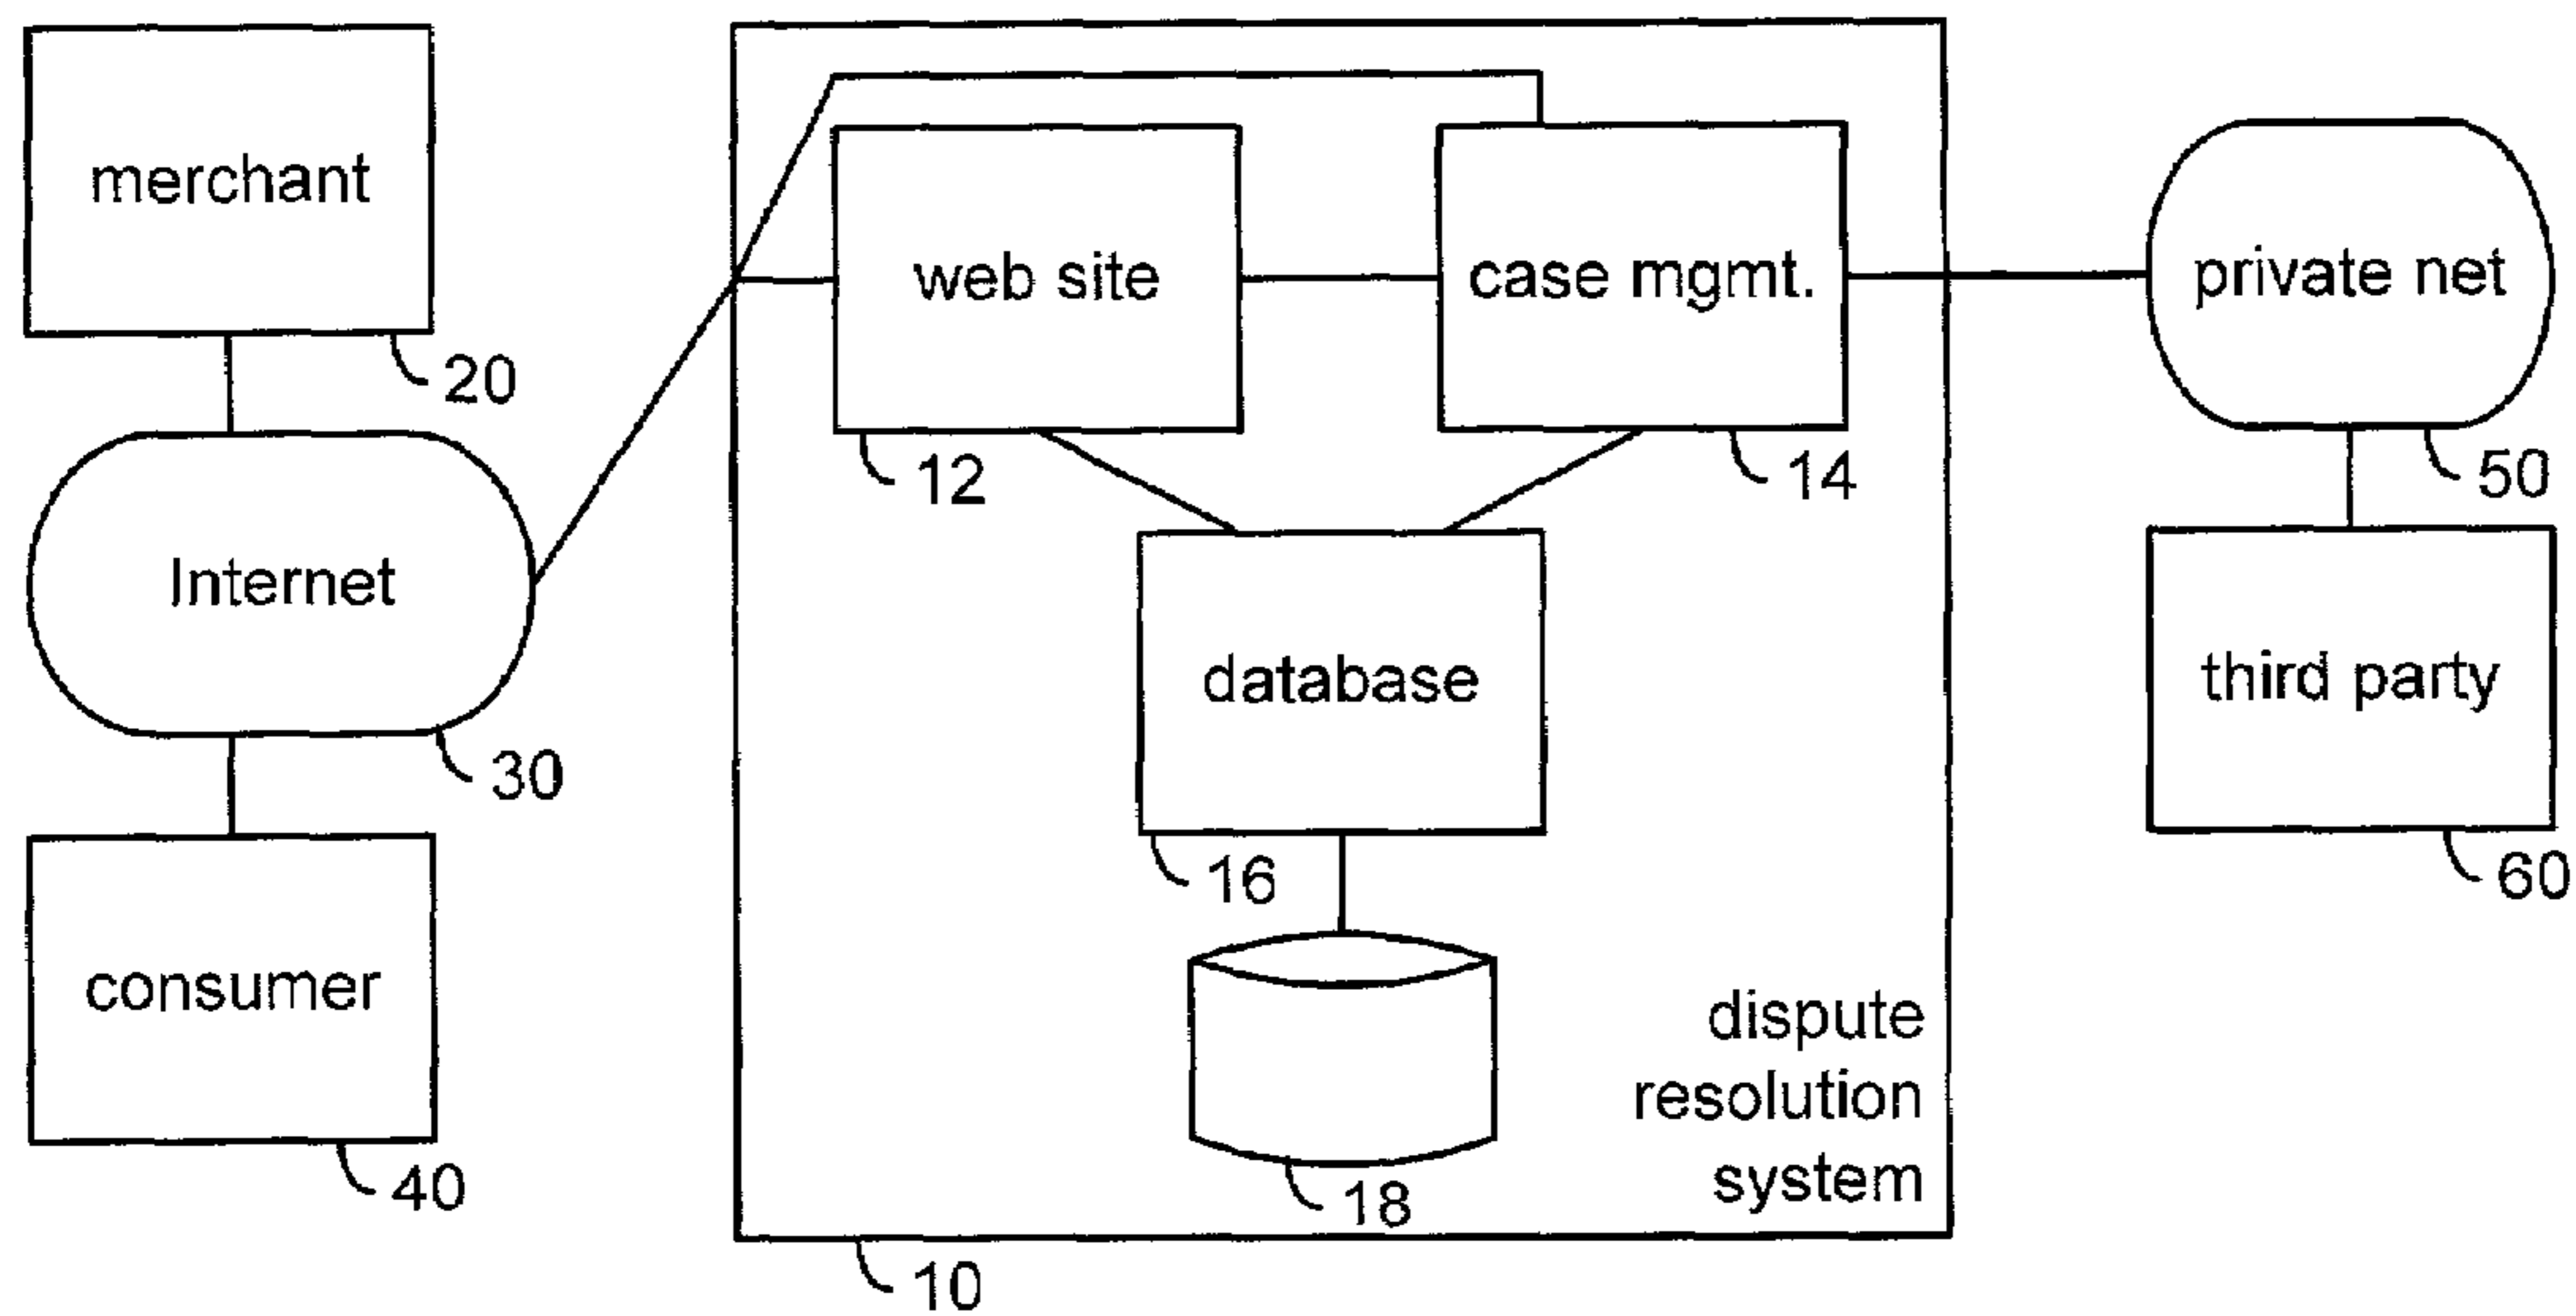 merchant
20
Internet
30
consumer
40
web site
12
case mgmt.
14
database
16
18
dispute
resolution
system
10
private net
50
third party
60